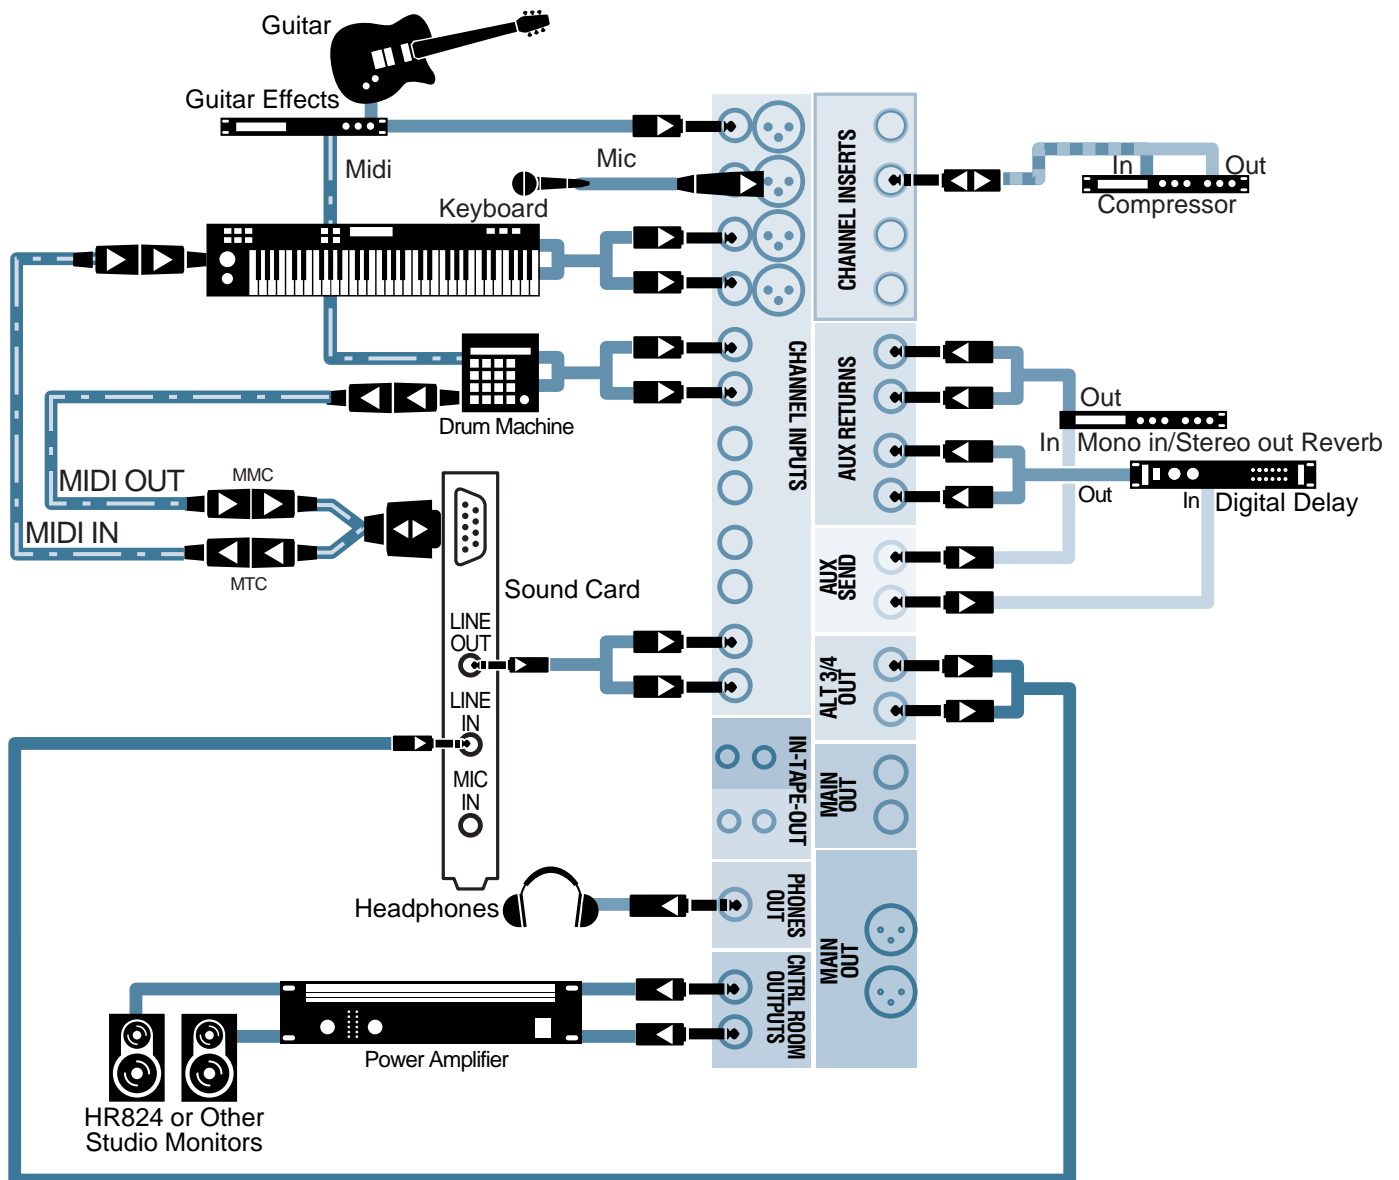 Guitar
Guitar Effects
Midi
Mic
Keyboard
In
Out
Compressor
CHANNEL INSERTS
CHANNEL INPUTS
AUX RETURNS
Drum Machine
Out
In
Mono in/Stereo out Reverb
Out
In
Digital Delay
MIDI OUT
MMC
MIDI IN
MTC
Sound Card
AUX
SEND
LINE
OUT
LINE
IN
MIC
IN
ALT 3/4
OUT
IN-TAPE-OUT
MAIN
OUT
Headphones
PHONES
OUT
MAIN
OUT
CNTRL ROOM
OUTPUTS
Power Amplifier
HR824 or Other
Studio Monitors